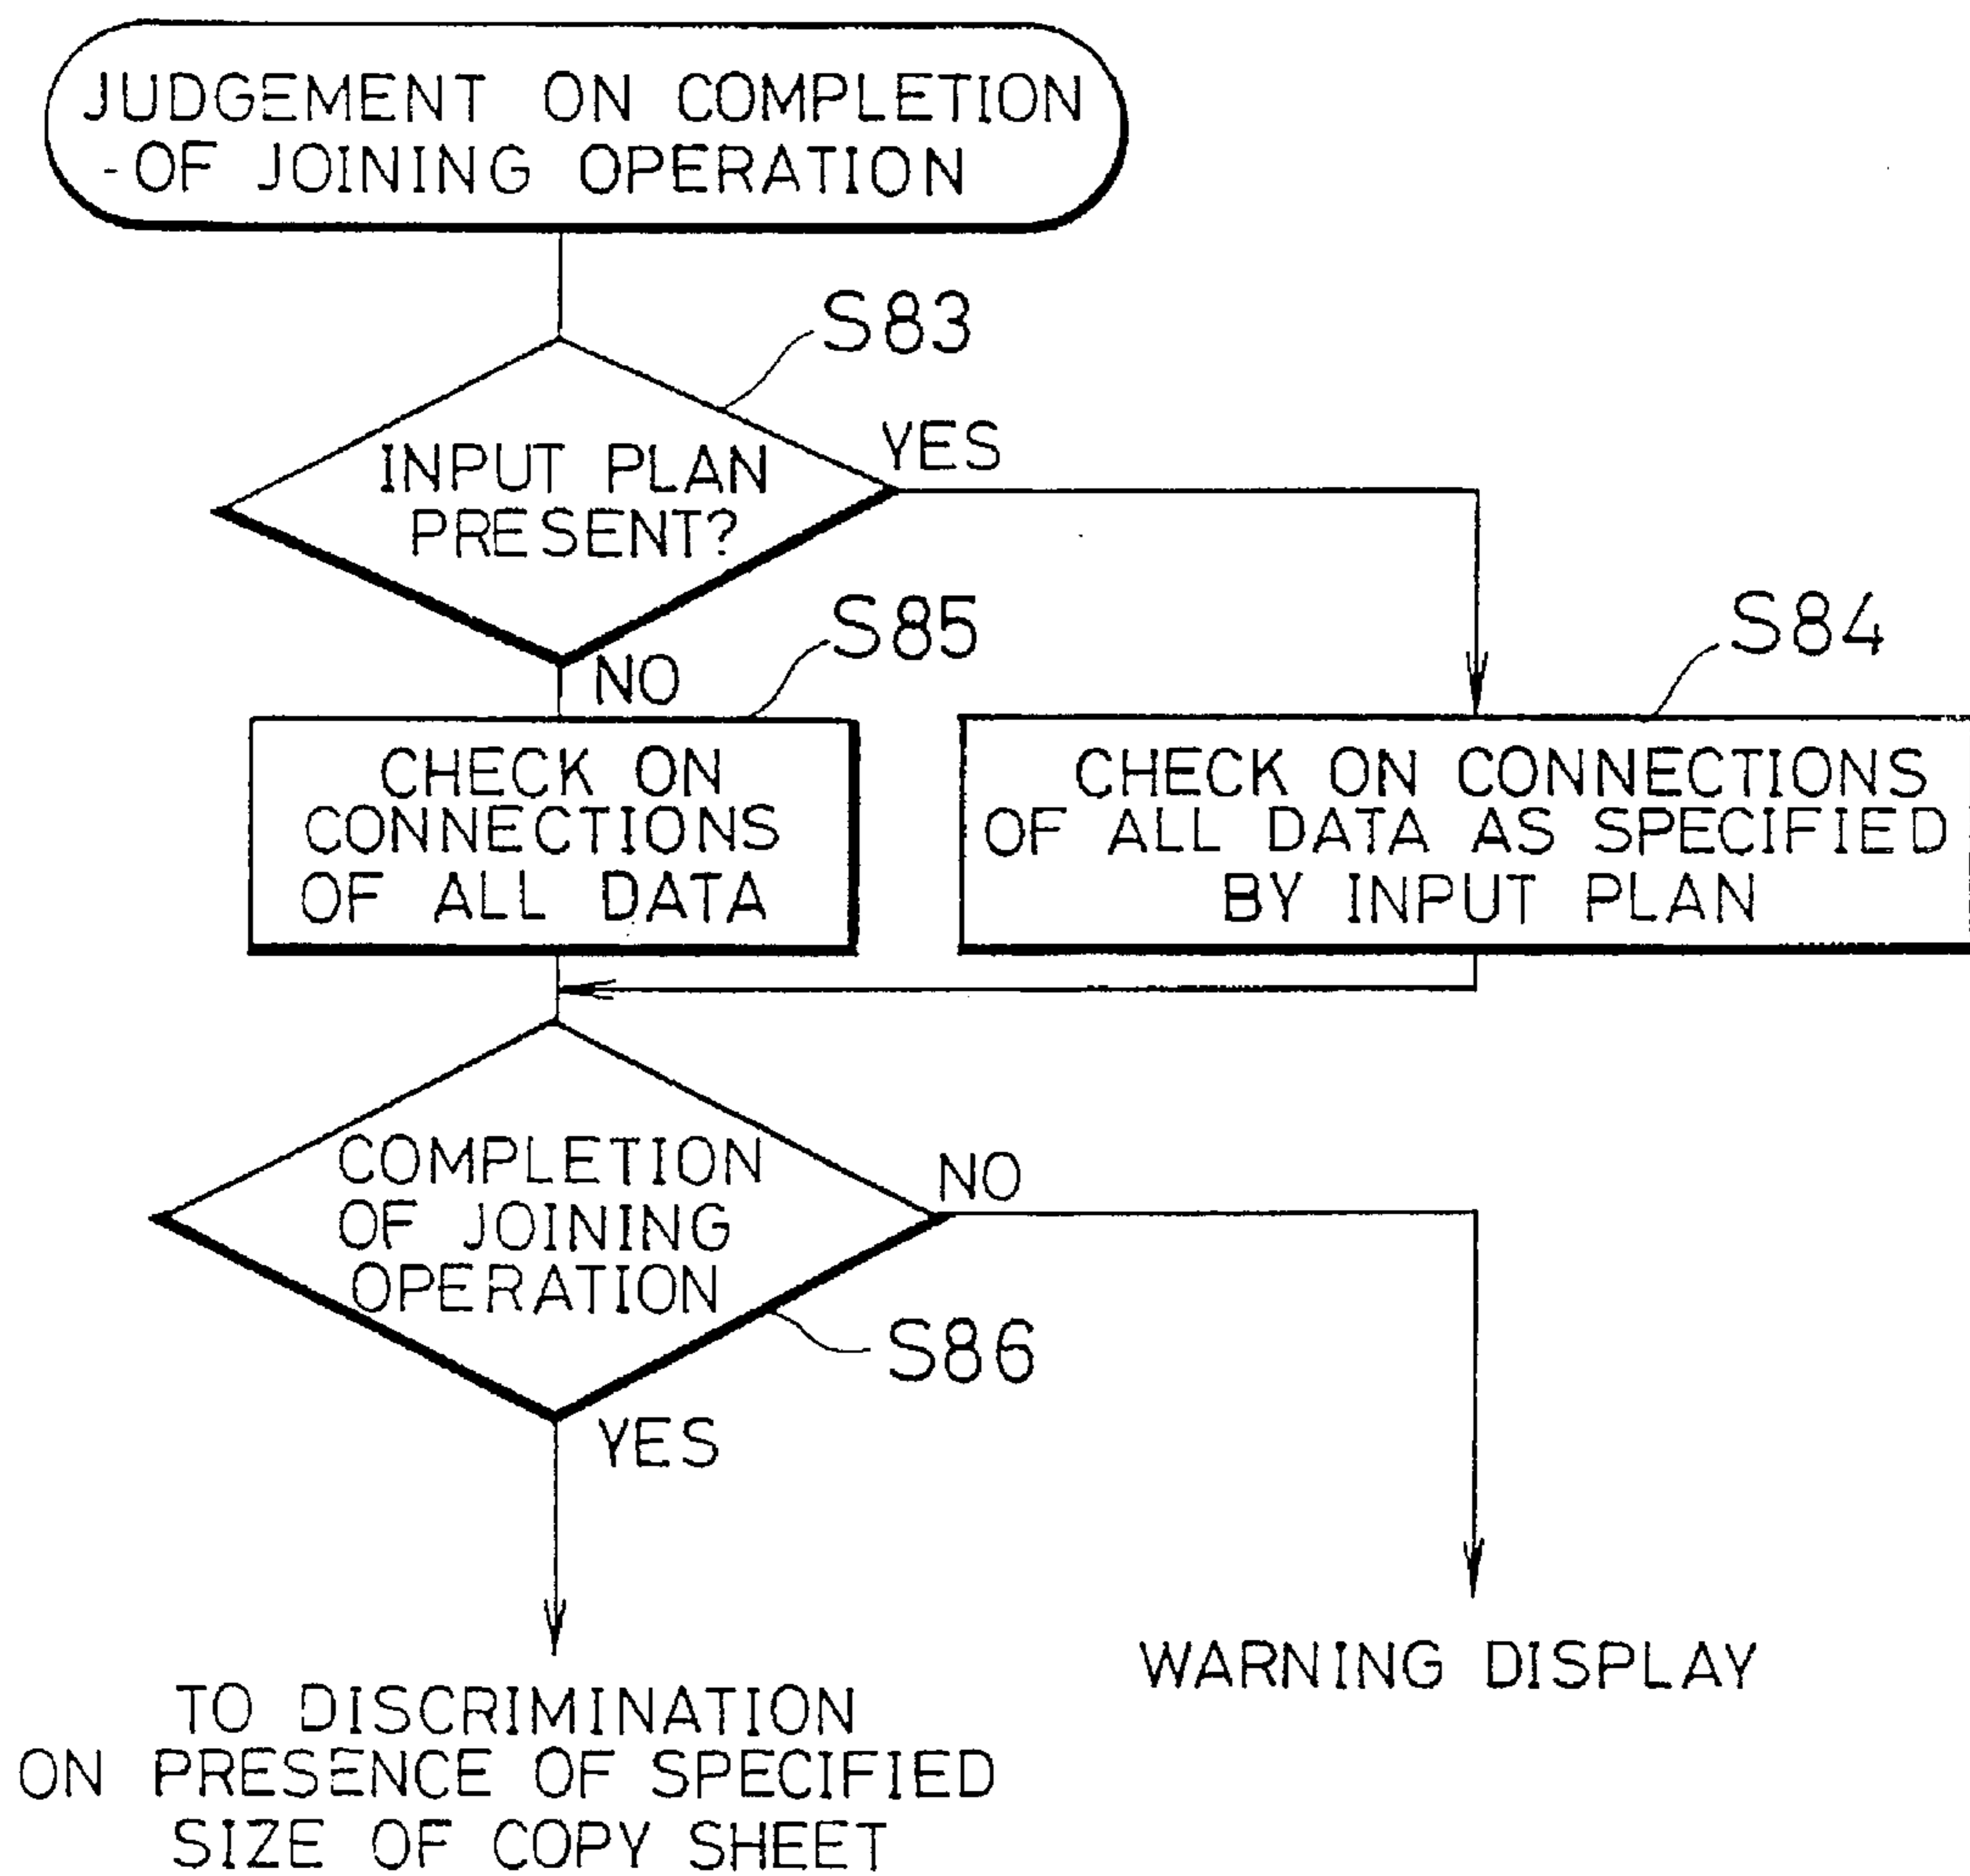 JUDGEMENT ON COMPLETION
-OF JOINING OPERATION
S83
YES
INPUT PLAN
PRESENT?
S85
S84
NO
CHECK ON
CONNECTIONS
OF ALL DATA
CHECK ON CONNECTIONS
OF ALL DATA AS SPECIFIED
BY INPUT PLAN
COMPLETION
OF JOINING
OPERATION
NO
S86
YES
WARNING DISPLAY
TO DISCRIMINATION
ON PRESENCE OF SPECIFIED
SIZE OF COPY SHEET